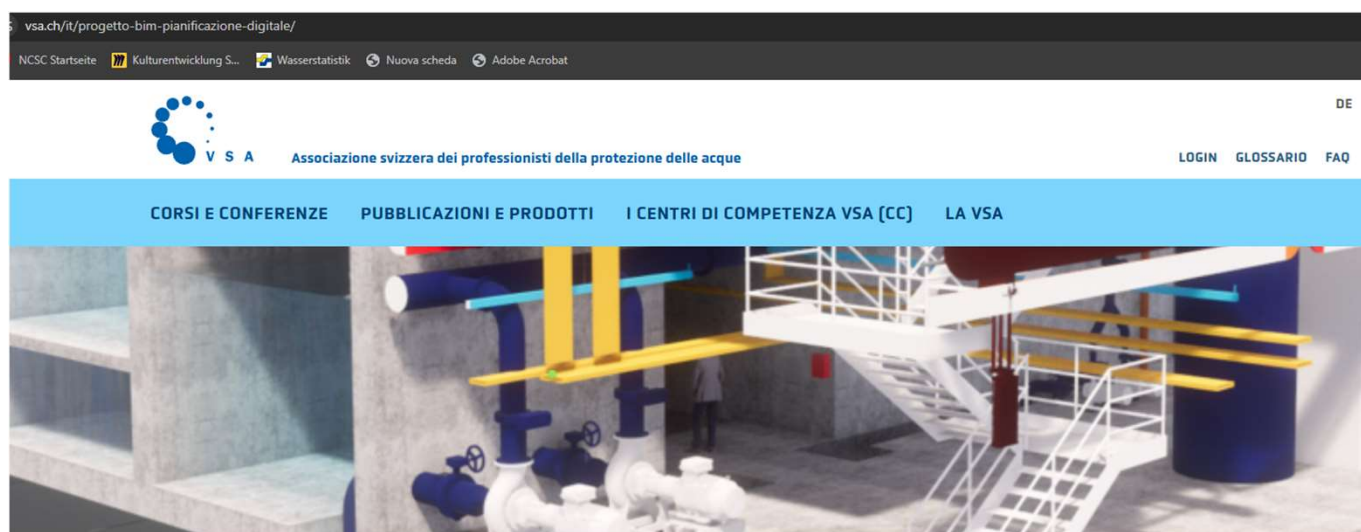 vsa.ch/it/progetto-bim-pianificazione-digitale/
NCSC Startseite Kulturentwicklung S... Wasserstatistik Nuova scheda Adobe Acrobat
DE
VSA Associazione svizzera dei professionisti della protezione delle acque
LOGIN GLOSSARIO FAQ
CORSI E CONFERENZE PUBBLICAZIONI E PRODOTTI I CENTRI DI COMPETENZA VSA (CC) LA VSA